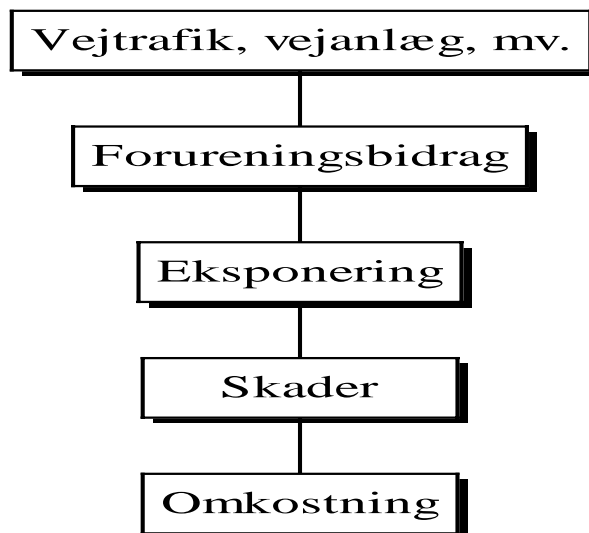 Vejtrafik, vejanlæg, mv.
Forureningsbidrag
Eksponering
Skader
Omkostning